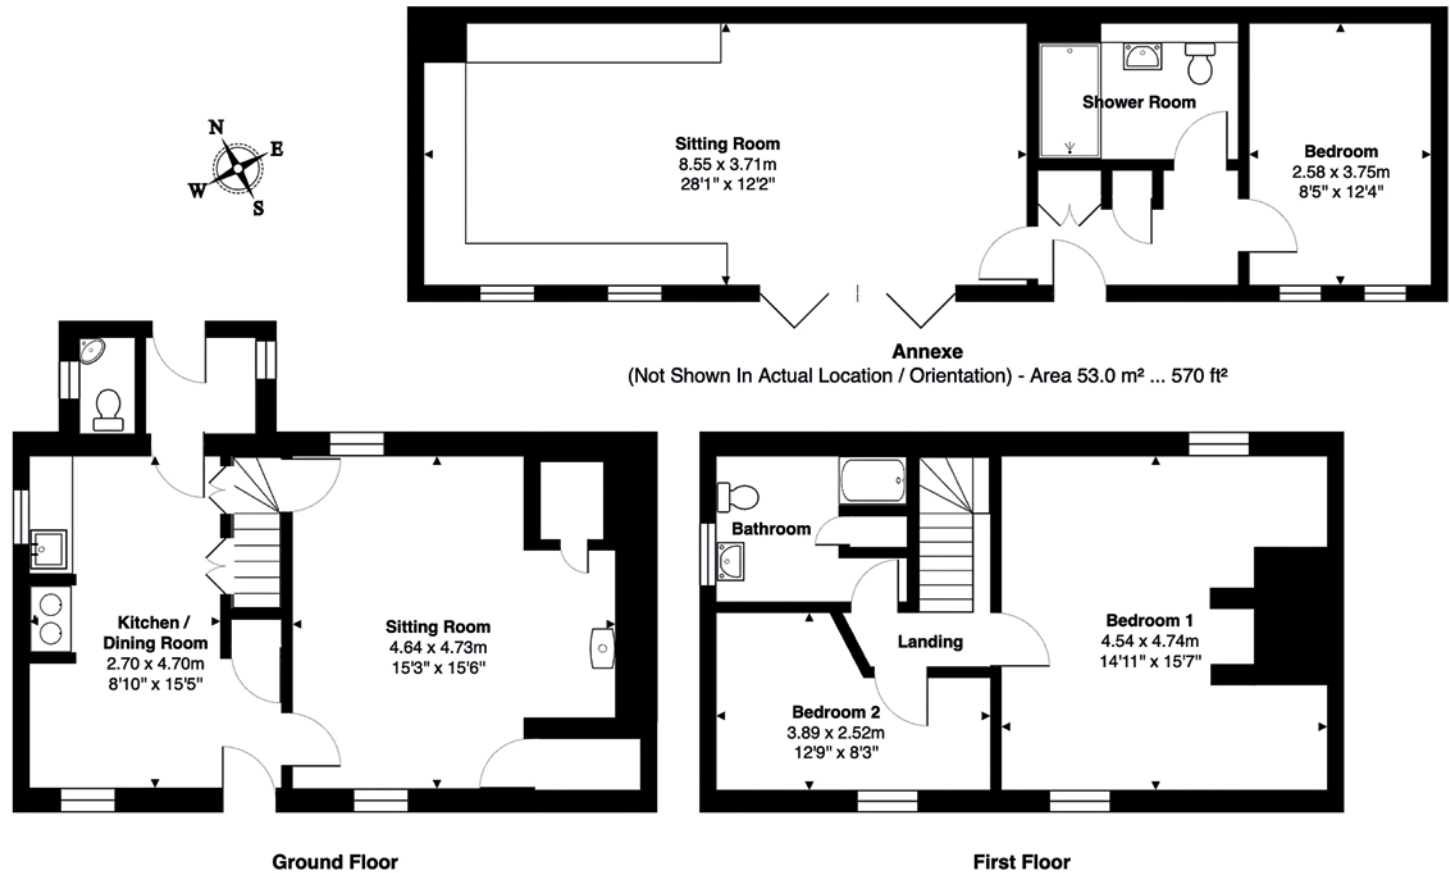 N
E
W
S
Sitting Room
8.55 x 3.71m
28'1" x 12'2"
Shower Room
Bedroom
2.58 x 3.75m
8'5" x 12'4"
Annexe
(Not Shown In Actual Location / Orientation) - Area 53.0 m² ... 570 ft²
Kitchen /
Dining Room
2.70 x 4.70m
8'10" x 15'5"
Sitting Room
4.64 x 4.73m
15'3" x 15'6"
Bathroom
Landing
Bedroom 1
4.54 x 4.74m
14'11" x 15'7"
Bedroom 2
3.89 x 2.52m
12'9" x 8'3"
Ground Floor
First Floor